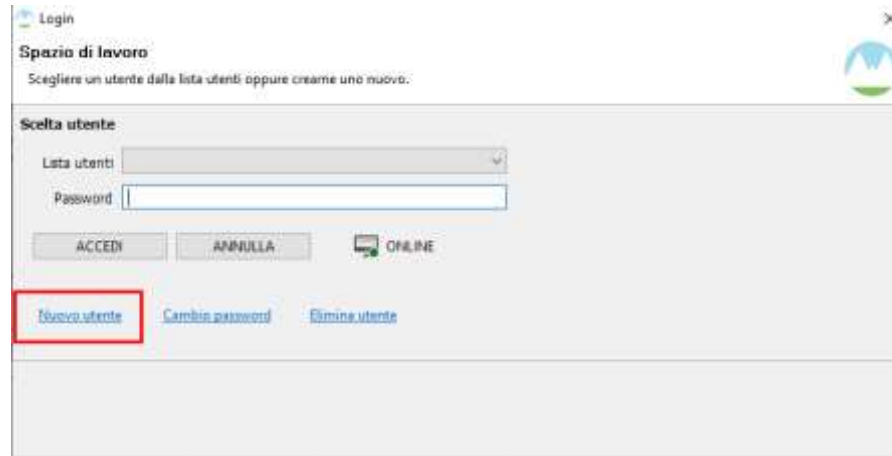 Login
Spazio di lavoro
Scegliere un utente dalla lista utenti oppure crearne uno nuovo.
Scelta utente
Lista utenti
Password
ACCEDI ANNULLA ONLINE
Nuovo utente Cambio password Elimina utente